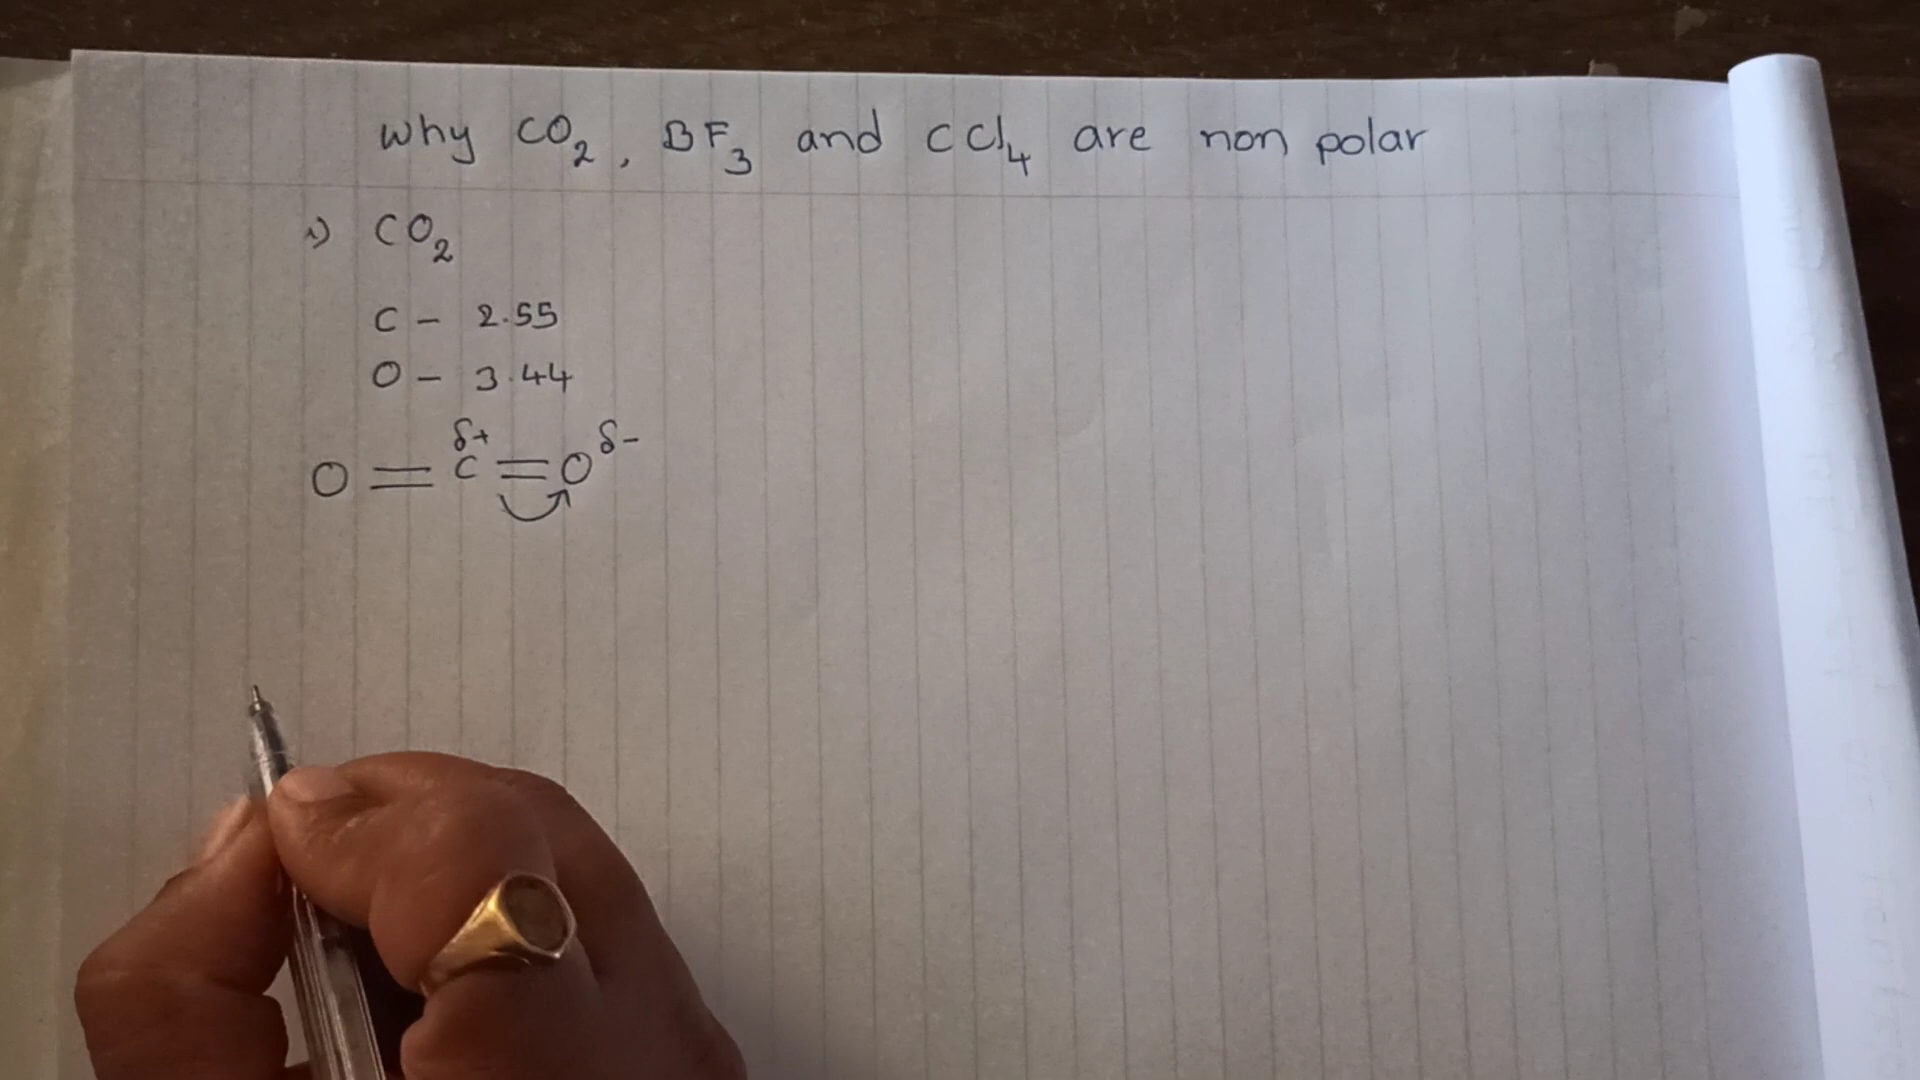 why CO2, BF3 and CCl4 are non polar
1) CO2
C - 2.55
O - 3.44
δ+ δ-
O = C = O